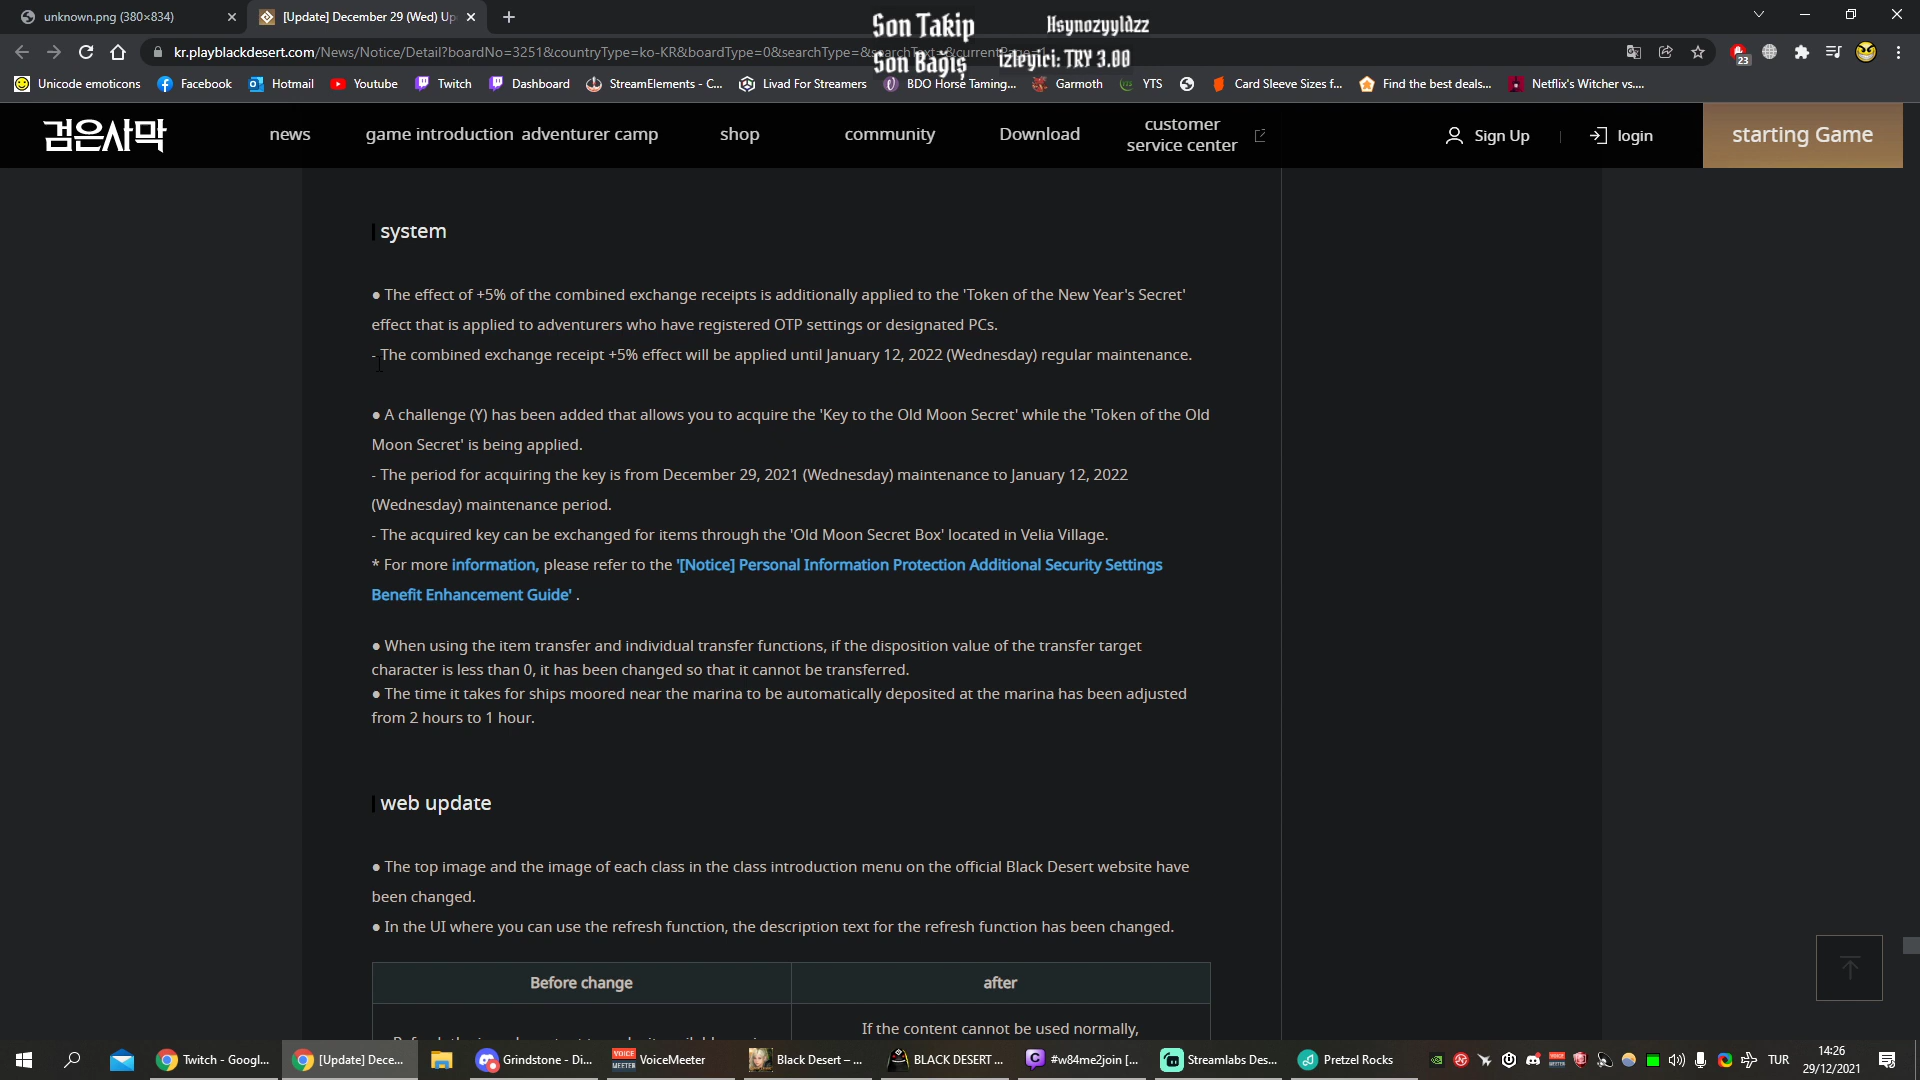 unknown.png (380×834)
[Update] December 29 (Wed) Up
Son Takip
Hsynozyyldzz
kr.playblackdesert.com/News/Notice/Detail?boardNo=3251&countryType=ko-KR&boardType=0&searchType=&searchText=&currentPage=1
Son Bağış
izleyici: TRY 3.00
23
Unicode emoticons
Facebook
Hotmail
Youtube
Twitch
Dashboard
StreamElements - C...
Livad For Streamers
BDO Horse Taming...
Garmoth
YTS
Card Sleeve Sizes f...
Find the best deals...
Netflix's Witcher vs....
검은사막
news
game introduction
adventurer camp
shop
community
Download
customer
service center
Sign Up
login
starting Game
system
● The effect of +5% of the combined exchange receipts is additionally applied to the 'Token of the New Year's Secret'
effect that is applied to adventurers who have registered OTP settings or designated PCs.
- The combined exchange receipt +5% effect will be applied until January 12, 2022 (Wednesday) regular maintenance.
● A challenge (Y) has been added that allows you to acquire the 'Key to the Old Moon Secret' while the 'Token of the Old
Moon Secret' is being applied.
- The period for acquiring the key is from December 29, 2021 (Wednesday) maintenance to January 12, 2022
(Wednesday) maintenance period.
- The acquired key can be exchanged for items through the 'Old Moon Secret Box' located in Velia Village.
* For more information, please refer to the '[Notice] Personal Information Protection Additional Security Settings
Benefit Enhancement Guide' .
● When using the item transfer and individual transfer functions, if the disposition value of the transfer target
character is less than 0, it has been changed so that it cannot be transferred.
● The time it takes for ships moored near the marina to be automatically deposited at the marina has been adjusted
from 2 hours to 1 hour.
web update
● The top image and the image of each class in the class introduction menu on the official Black Desert website have
been changed.
● In the UI where you can use the refresh function, the description text for the refresh function has been changed.
Before change
after
If the content cannot be used normally,
Twitch - Googl...
[Update] Dece...
Grindstone - Di...
VoiceMeeter
Black Desert – ...
BLACK DESERT ...
#w84me2join [...
Streamlabs Des...
Pretzel Rocks
TUR
14:26
29/12/2021